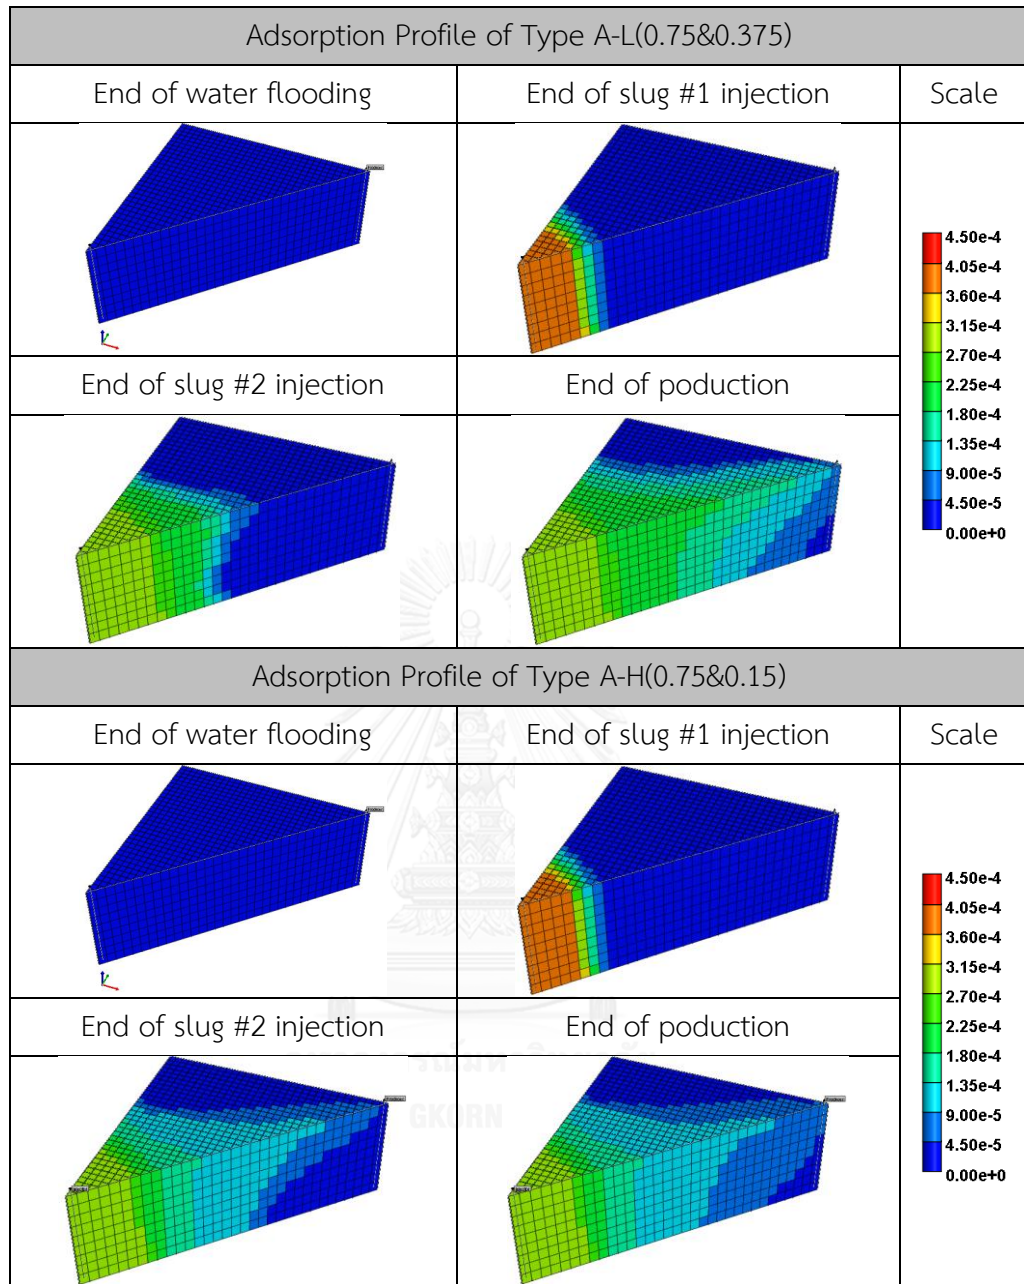 Adsorption Profile of Type A-L(0.75&0.375)
End of water flooding End of slug #1 injection Scale
4.50e-4
4.05e-4
3.60e-4
3.15e-4
2.70e-4
2.25e-4
1.80e-4
1.35e-4
9.00e-5
4.50e-5
0.00e+0
End of slug #2 injection End of poduction
Adsorption Profile of Type A-H(0.75&0.15)
End of water flooding End of slug #1 injection Scale
4.50e-4
4.05e-4
3.60e-4
3.15e-4
2.70e-4
2.25e-4
1.80e-4
1.35e-4
9.00e-5
4.50e-5
0.00e+0
End of slug #2 injection End of poduction
GKORN